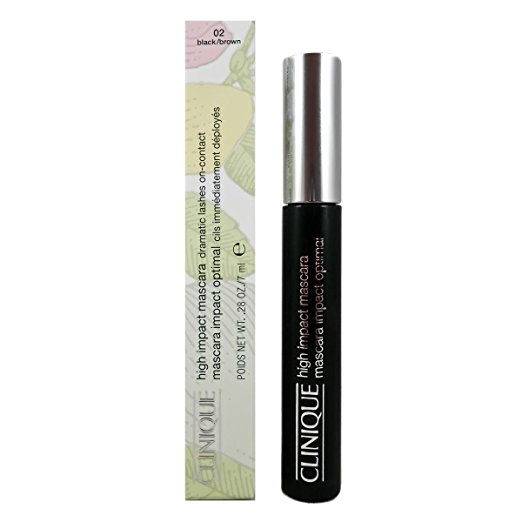 02
black/brown
high impact mascara dramatic lashes on-contact
mascara impact optimal cils immédiatement déployés
POIDS NET WT. .28 OZ./7 ml ℮
CLINIQUE
high impact mascara
mascara impact optimal
CLINIQUE